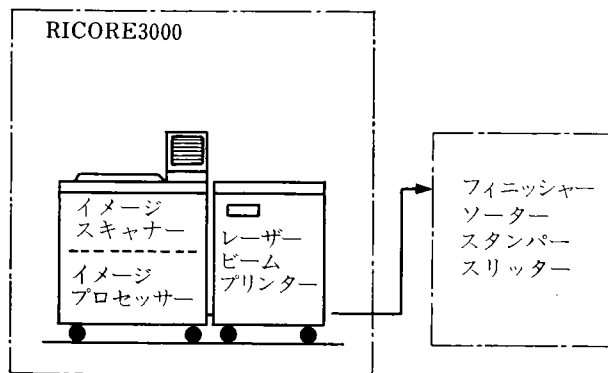 RICORE3000
イメージ
スキャナー
イメージ
プロセッサー
レーザー
ビーム
プリンター
フィニッシャー
ソーター
スタンパー
スリッター